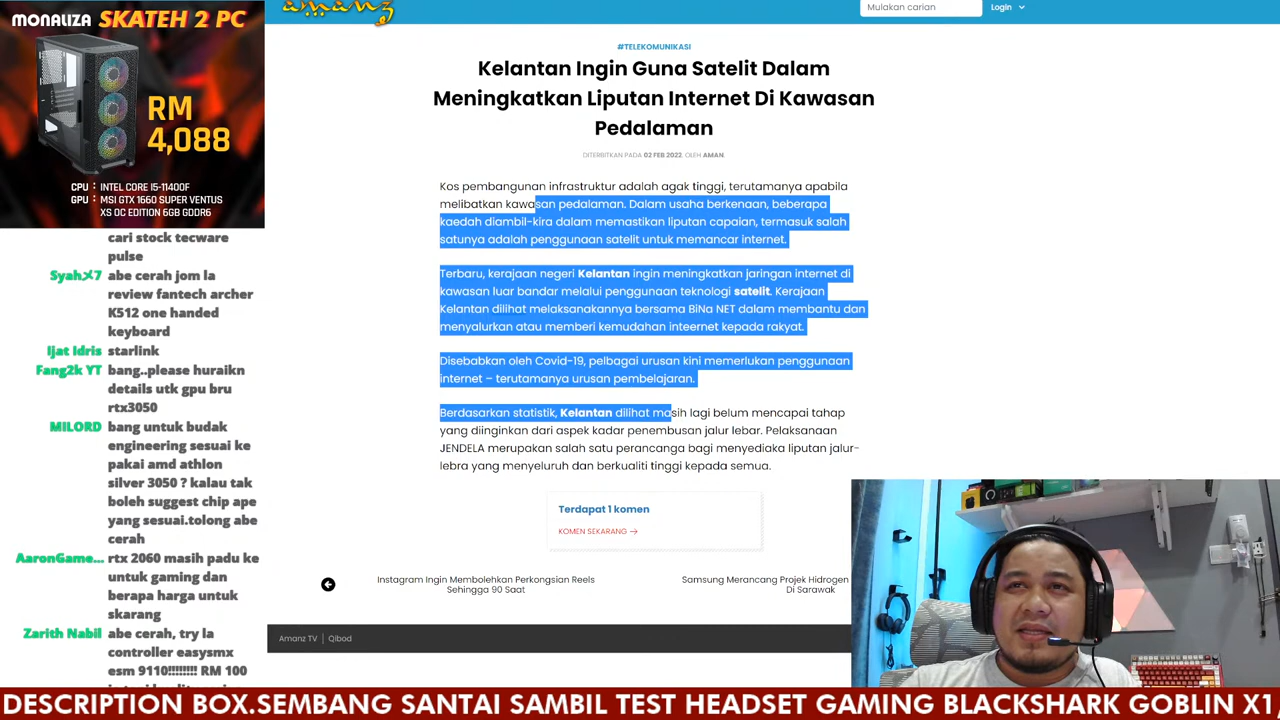 MONALIZA SKATEH 2 PC
RM
4,088
CPU : INTEL CORE I5-11400F
GPU : MSI GTX 1660 SUPER VENTUS
XS OC EDITION 6GB GDDR6
cari stock tecware
pulse
Syahメ7 abe cerah jom la
review fantech archer
K512 one handed
keyboard
Ijat Idris starlink
Fang2k YT bang..please huraikn
details utk gpu bru
rtx3050
MILORD bang untuk budak
engineering sesuai ke
pakai amd athlon
silver 3050 ? kalau tak
boleh suggest chip ape
yang sesuai.tolong abe
cerah
AaronGame... rtx 2060 masih padu ke
untuk gaming dan
berapa harga untuk
skarang
Zarith Nabil abe cerah, try la
controller easysmx
esm 9110!!!!!!!! RM 100
amanz
Mulakan carian
Login
#TELEKOMUNIKASI
Kelantan Ingin Guna Satelit Dalam
Meningkatkan Liputan Internet Di Kawasan
Pedalaman
DITERBITKAN PADA 02 FEB 2022. OLEH AMAN.
Kos pembangunan infrastruktur adalah agak tinggi, terutamanya apabila
melibatkan kawasan pedalaman. Dalam usaha berkenaan, beberapa
kaedah diambil-kira dalam memastikan liputan capaian, termasuk salah
satunya adalah penggunaan satelit untuk memancar internet.
Terbaru, kerajaan negeri Kelantan ingin meningkatkan jaringan internet di
kawasan luar bandar melalui penggunaan teknologi satelit. Kerajaan
Kelantan dilihat melaksanakannya bersama BiNa NET dalam membantu dan
menyalurkan atau memberi kemudahan inteernet kepada rakyat.
Disebabkan oleh Covid-19, pelbagai urusan kini memerlukan penggunaan
internet – terutamanya urusan pembelajaran.
Berdasarkan statistik, Kelantan dilihat masih lagi belum mencapai tahap
yang diinginkan dari aspek kadar penembusan jalur lebar. Pelaksanaan
JENDELA merupakan salah satu perancanga bagi menyediaka liputan jalur-
lebra yang menyeluruh dan berkualiti tinggi kepada semua.
Terdapat 1 komen
KOMEN SEKARANG →
Instagram Ingin Membolehkan Perkongsian Reels
Sehingga 90 Saat
Samsung Merancang Projek Hidrogen
Di Sarawak
Amanz TV | QIbod
DESCRIPTION BOX.SEMBANG SANTAI SAMBIL TEST HEADSET GAMING BLACKSHARK GOBLIN X1